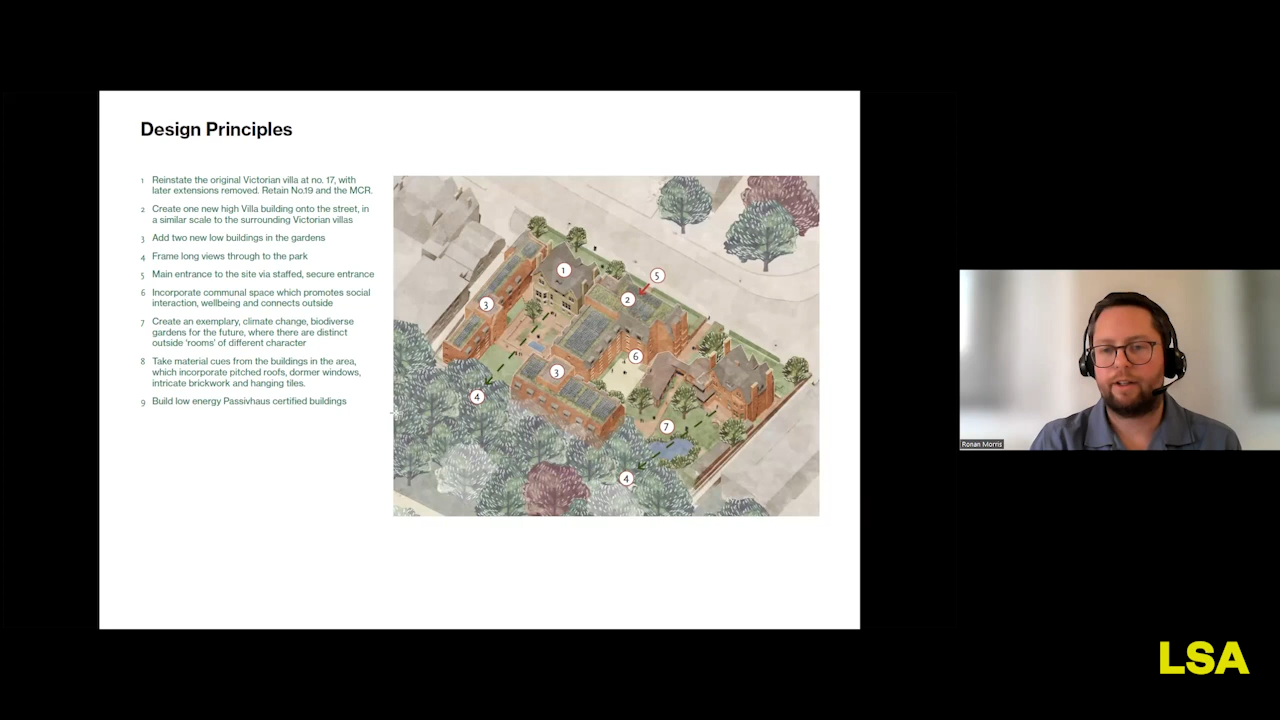 Design Principles
1 Reinstate the original Victorian villa at no. 17, with
later extensions removed. Retain No.19 and the MCR.
2 Create one new high Villa building onto the street, in
a similar scale to the surrounding Victorian villas
3 Add two new low buildings in the gardens
4 Frame long views through to the park
5 Main entrance to the site via staffed, secure entrance
6 Incorporate communal space which promotes social
interaction, wellbeing and connects outside
7 Create an exemplary, climate change, biodiverse
gardens for the future, where there are distinct
outside ‘rooms’ of different character
8 Take material cues from the buildings in the area,
which incorporate pitched roofs, dormer windows,
intricate brickwork and hanging tiles.
9 Build low energy Passivhaus certified buildings
1
5
2
3
6
3
4
7
4
Ronan Morris
LSA